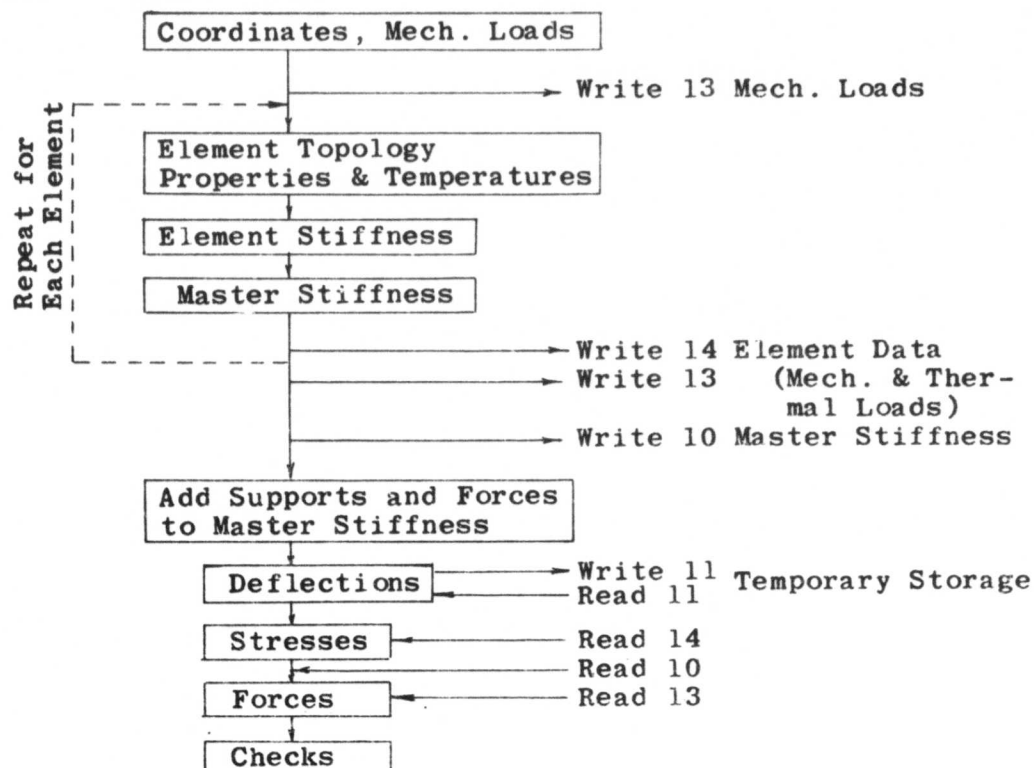 Coordinates, Mech. Loads
Write 13 Mech. Loads
Repeat for
Each Element
Element Topology
Properties & Temperatures
Element Stiffness
Master Stiffness
Write 14 Element Data
Write 13 (Mech. & Ther-
mal Loads)
Write 10 Master Stiffness
Add Supports and Forces
to Master Stiffness
Deflections
Write 11
Read 11
Temporary Storage
Stresses
Read 14
Read 10
Forces
Read 13
Checks